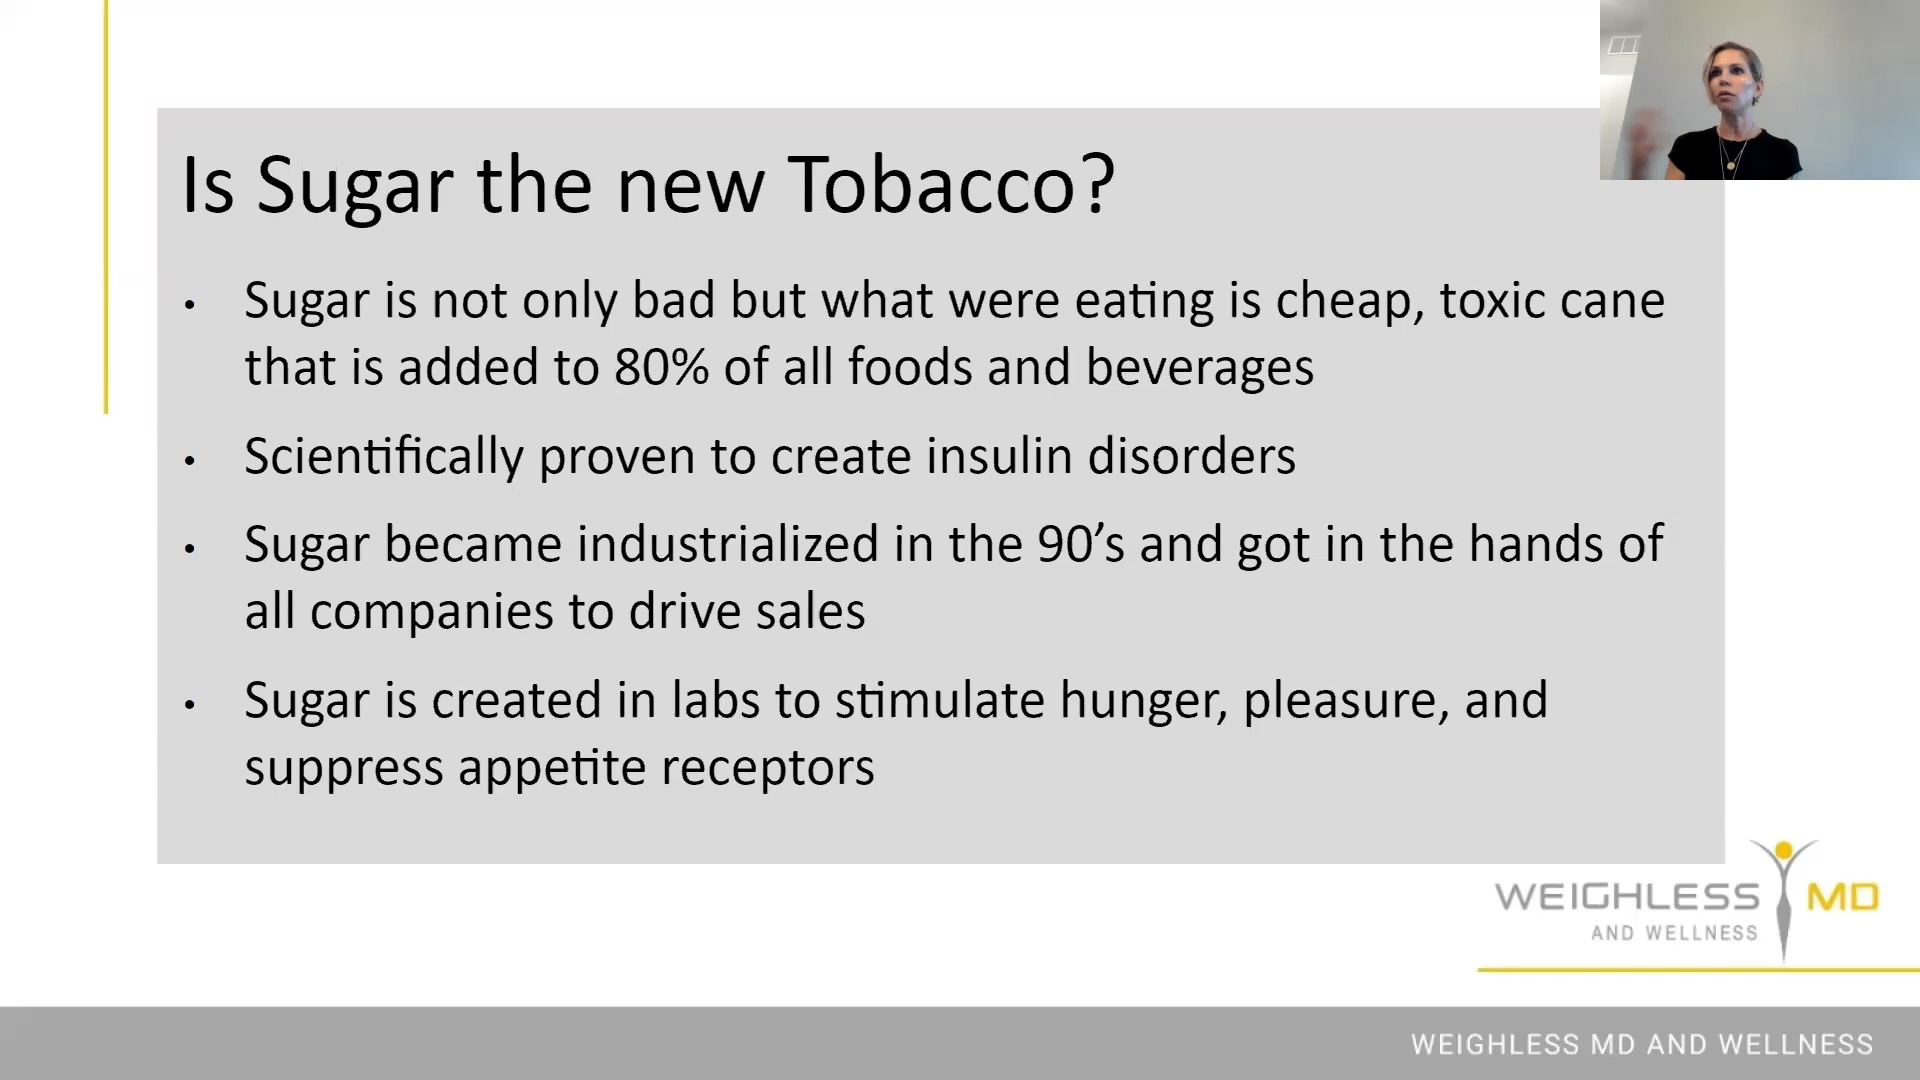 Is Sugar the new Tobacco?
• Sugar is not only bad but what were eating is cheap, toxic cane
that is added to 80% of all foods and beverages
• Scientifically proven to create insulin disorders
• Sugar became industrialized in the 90’s and got in the hands of
all companies to drive sales
• Sugar is created in labs to stimulate hunger, pleasure, and
suppress appetite receptors
WEIGHLESS MD
AND WELLNESS
WEIGHLESS MD AND WELLNESS